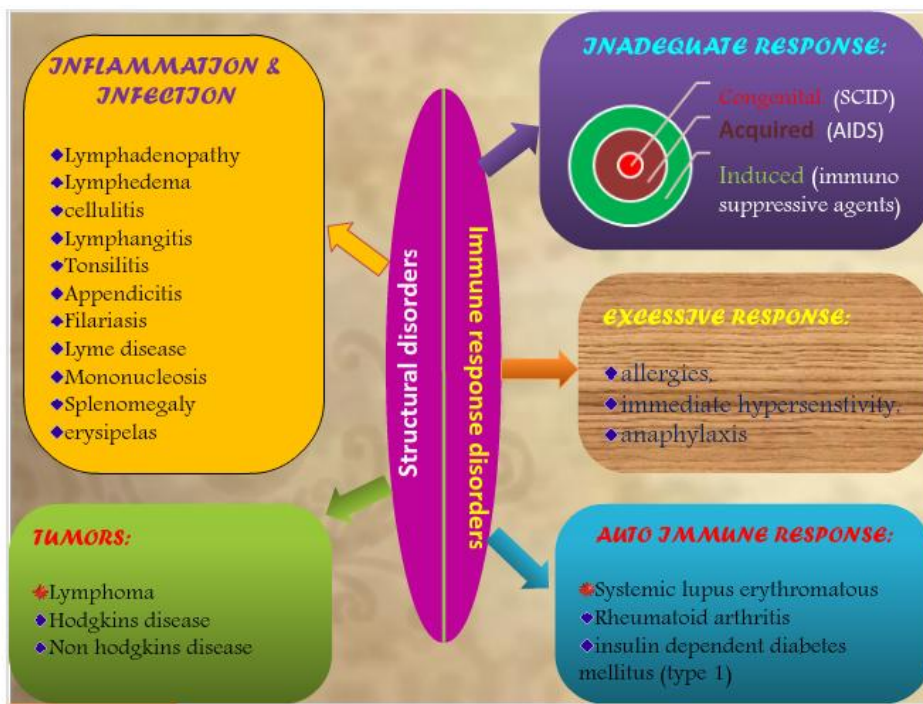 INFLAMMATION &
INFECTION
Lymphadenopathy
Lymphedema
cellulitis
Lymphangitis
Tonsilitis
Appendicitis
Filariasis
Lyme disease
Mononucleosis
Splenomegaly
erysipelas
TUMORS:
Lymphoma
Hodgkins disease
Non hodgkins disease
Structural disorders
Immune response disorders
INADEQUATE RESPONSE:
Congenital (SCID)
Acquired (AIDS)
Induced (immuno
suppressive agents)
EXCESSIVE RESPONSE:
allergies,
immediate hypersenstivity,
anaphylaxis
AUTO IMMUNE RESPONSE:
Systemic lupus erythromatous
Rheumatoid arthritis
insulin dependent diabetes
mellitus (type 1)